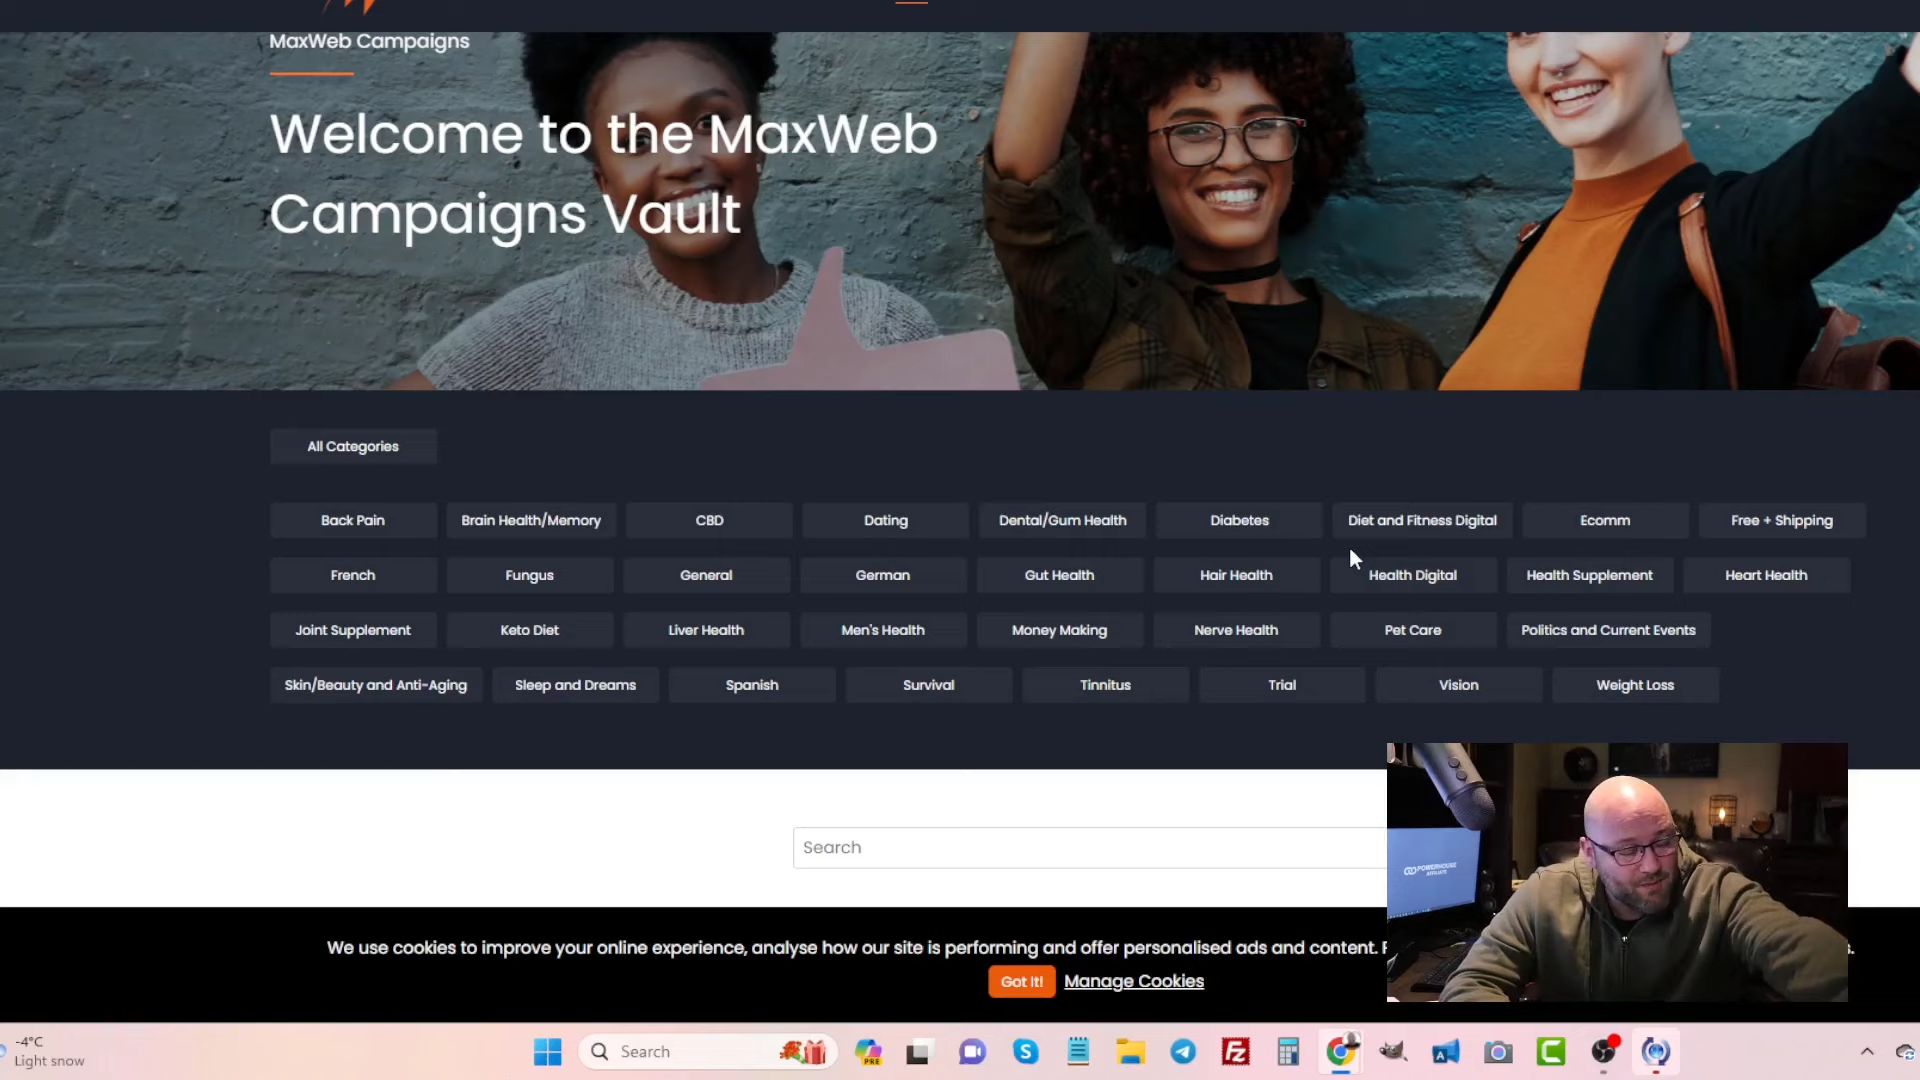 MaxWeb Campaigns
Welcome to the MaxWeb
Campaigns Vault
All Categories
Back Pain
Brain Health/Memory
CBD
Dating
Dental/Gum Health
Diabetes
Diet and Fitness Digital
Ecomm
Free + Shipping
French
Fungus
General
German
Gut Health
Hair Health
Health Digital
Health Supplement
Heart Health
Joint Supplement
Keto Diet
Liver Health
Men's Health
Money Making
Nerve Health
Pet Care
Politics and Current Events
Skin/Beauty and Anti-Aging
Sleep and Dreams
Spanish
Survival
Tinnitus
Trial
Vision
Weight Loss
Search
POWERHOUSE
AFFILIATE
We use cookies to improve your online experience, analyse how our site is performing and offer personalised ads and content.
Got It!
Manage Cookies
-4°C
Light snow
Search
PRE